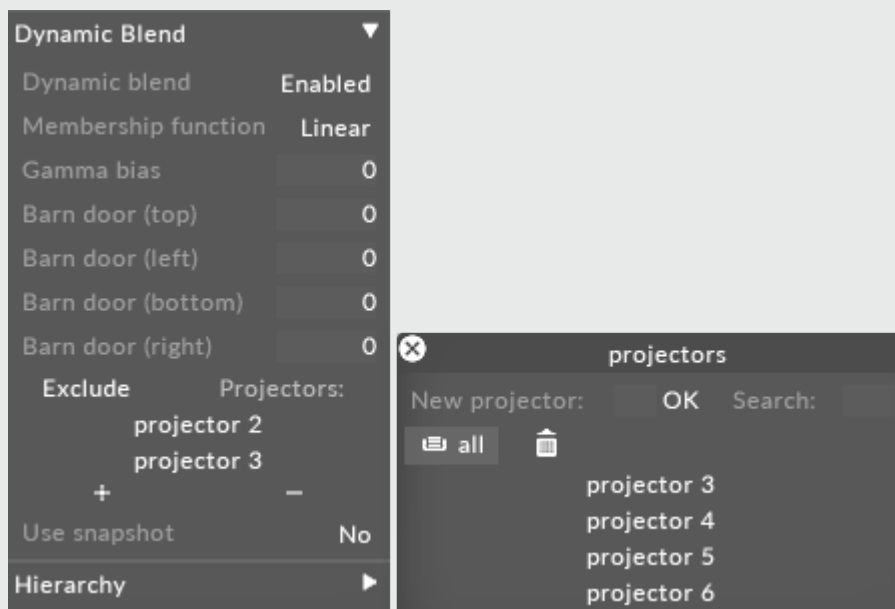 Dynamic Blend
Dynamic blend Enabled
Membership function Linear
Gamma bias 0
Barn door (top) 0
Barn door (left) 0
Barn door (bottom) 0
Barn door (right) 0
Exclude Projectors:
projector 2
projector 3
+ −
Use snapshot No
Hierarchy
projectors
New projector: OK Search:
all
projector 3
projector 4
projector 5
projector 6